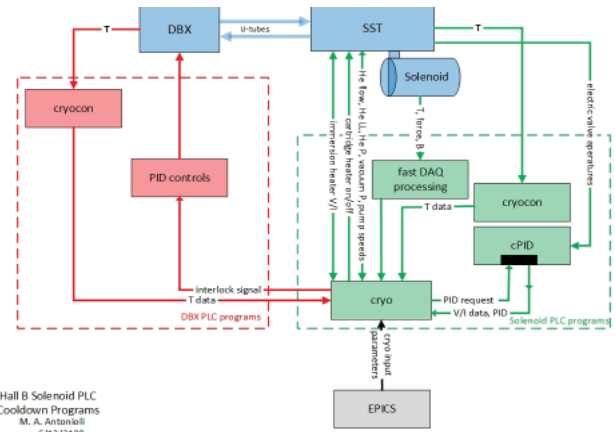 DBX
SST
T
U-tubes
T
Solenoid
cryocon
PID controls
immersion heater V/I
cartridge heater on/off
He flow, He LL, He P, vacuum P, pump speeds
T, force, B
electric valve aperatures
fast DAQ
processing
cryocon
T data
cPID
Interlock signal
T data
cryo
PID request
V/I data, PID
DBX PLC programs
Solenoid PLC programs
cryo input
parameters
EPICS
Hall B Solenoid PLC
Cooldown Programs
M. A. Antonioli